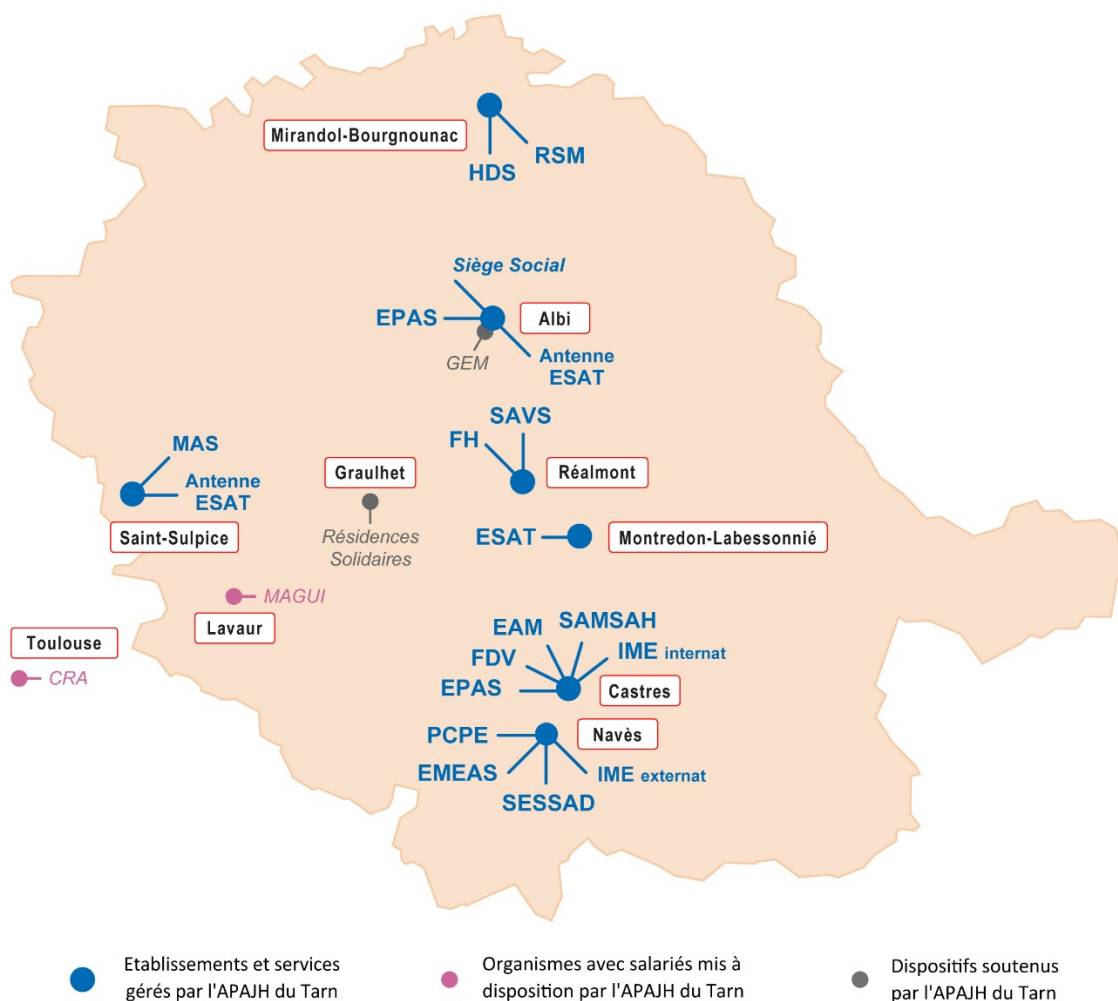 Mirandol-Bourgnounac
RSM
HDS
Siège Social
EPAS
Albi
GEM
Antenne
ESAT
SAVS
FH
MAS
Graulhet
Réalmont
Antenne
ESAT
Saint-Sulpice
Résidences
Solidaires
ESAT
Montredon-Labessonnié
MAGUI
Lavaur
Toulouse
CRA
SAMSAH
EAM
IME internat
FDV
EPAS
Castres
PCPE
Navès
EMEAS
IME externat
SESSAD
Etablissements et services
gérés par l'APAJH du Tarn
Organismes avec salariés mis à
disposition par l'APAJH du Tarn
Dispositifs soutenus
par l'APAJH du Tarn